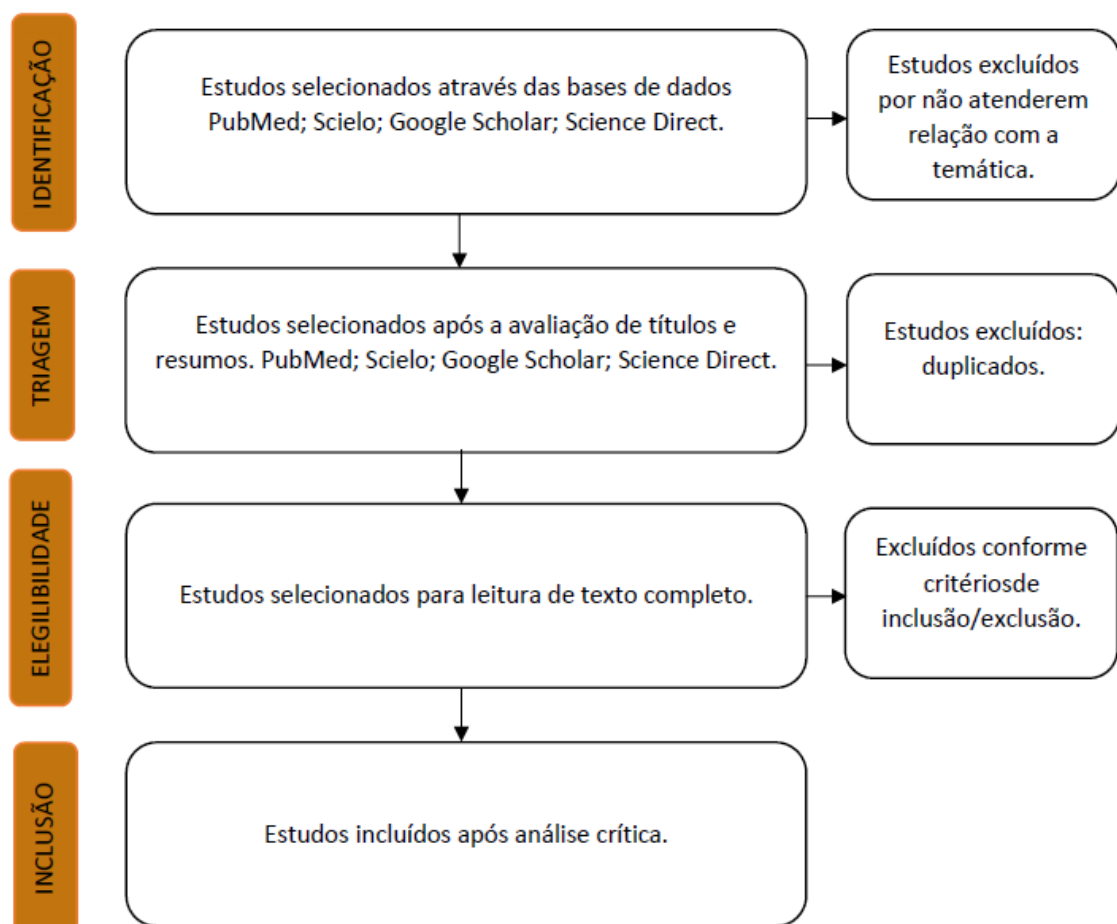 IDENTIFICAÇÃO
Estudos selecionados através das bases de dados
PubMed; Scielo; Google Scholar; Science Direct.
Estudos excluídos
por não atenderem
relação com a
temática.
TRIAGEM
Estudos selecionados após a avaliação de títulos e
resumos. PubMed; Scielo; Google Scholar; Science Direct.
Estudos excluídos:
duplicados.
ELEGILIBILIDADE
Estudos selecionados para leitura de texto completo.
Excluídos conforme
critériosde
inclusão/exclusão.
INCLUSÃO
Estudos incluídos após análise crítica.